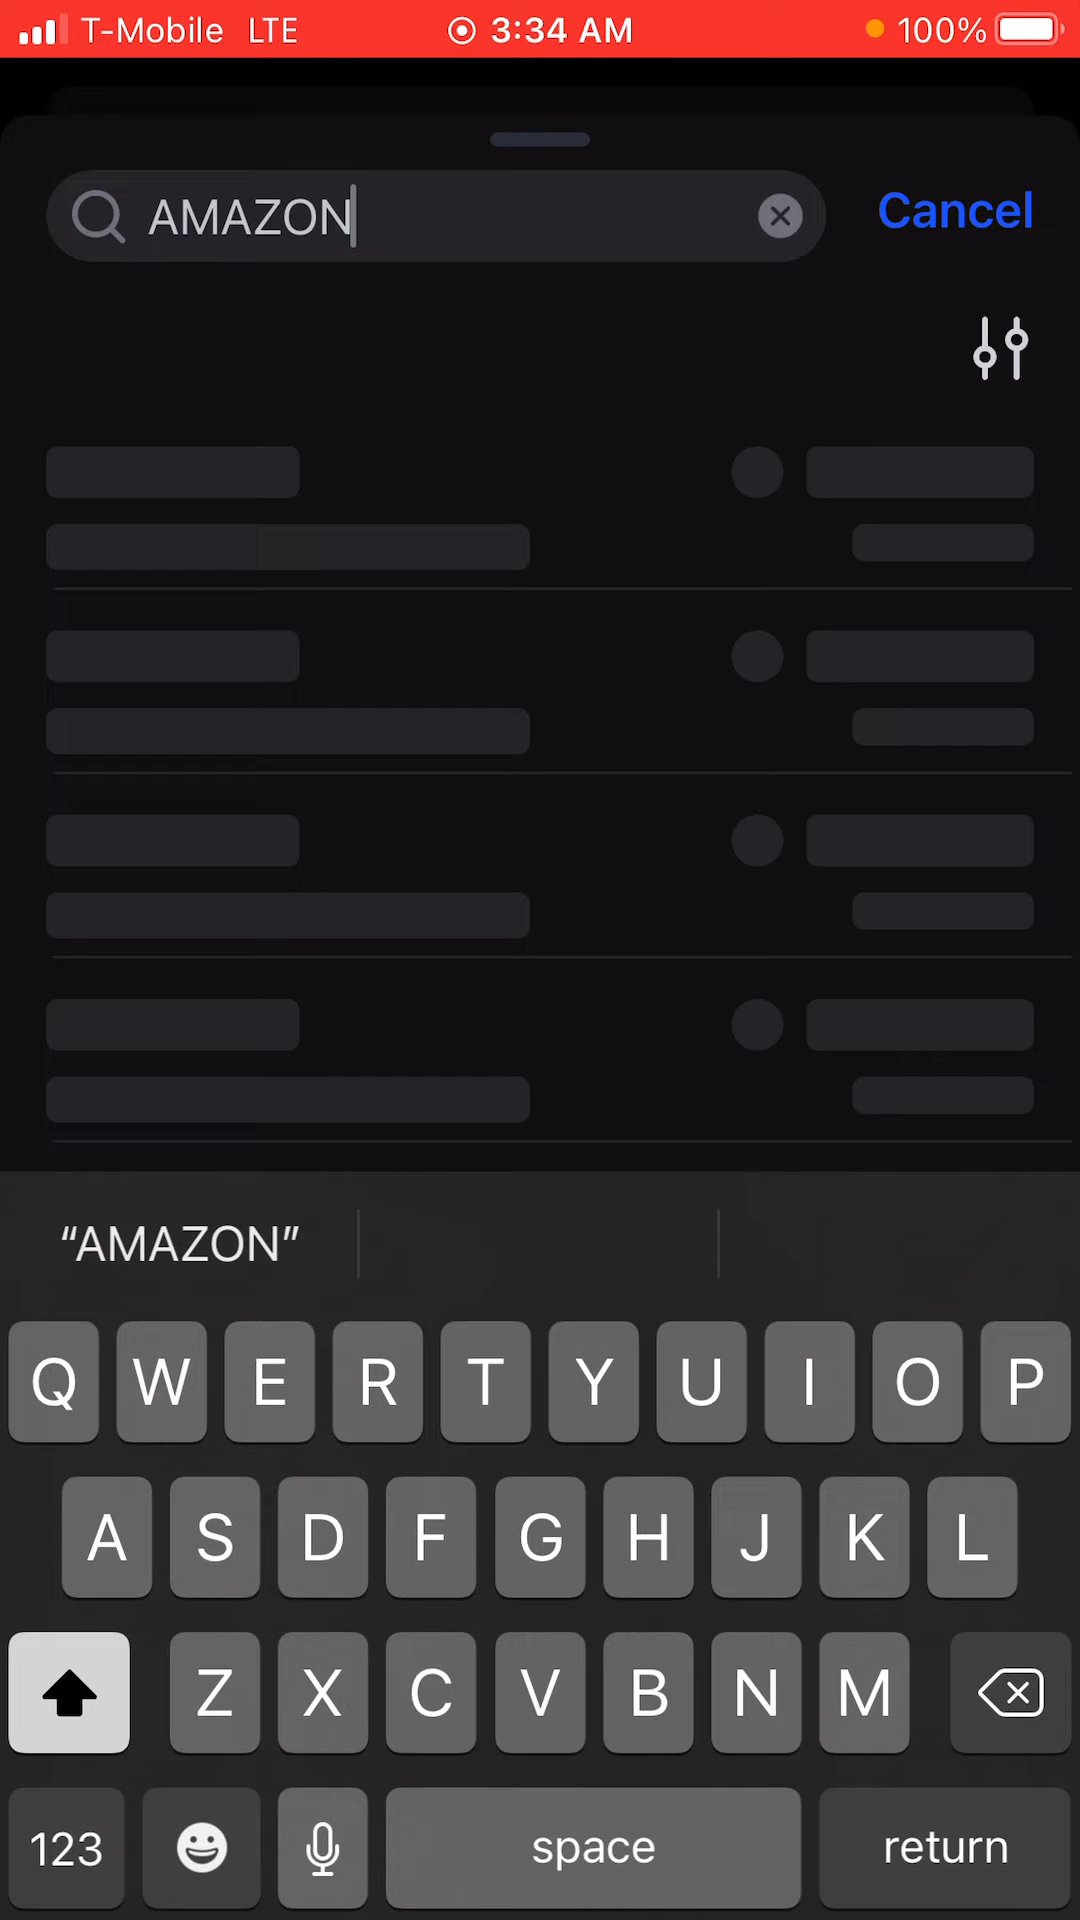 T-Mobile LTE 3:34 AM 100%
AMAZON Cancel
“AMAZON”
Q W E R T Y U I O P
A S D F G H J K L
Z X C V B N M
123 space return